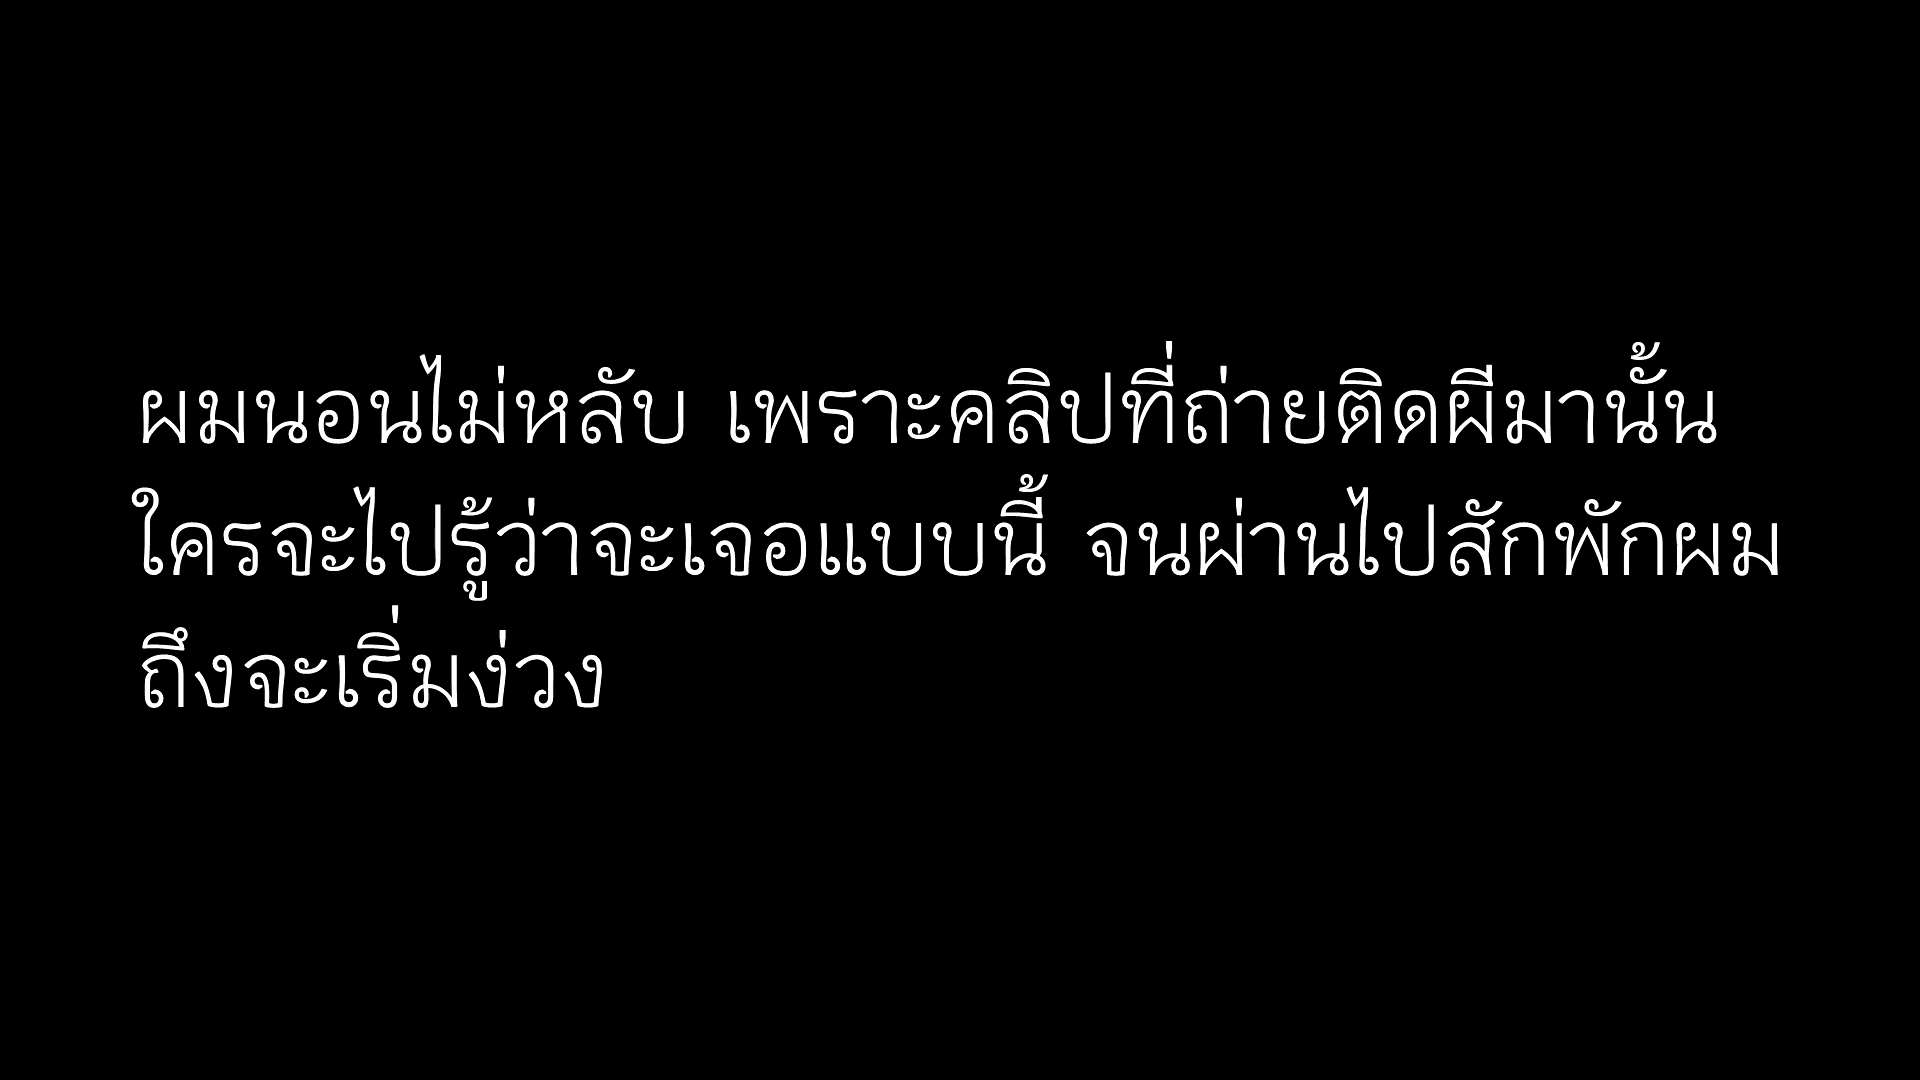 ผมนอนไม่หลับ เพราะคลิปที่ถ่ายติดผีมานั้น
ใครจะไปรู้ว่าจะเจอแบบนี้ จนผ่านไปสักพักผม
ถึงจะเริ่มง่วง